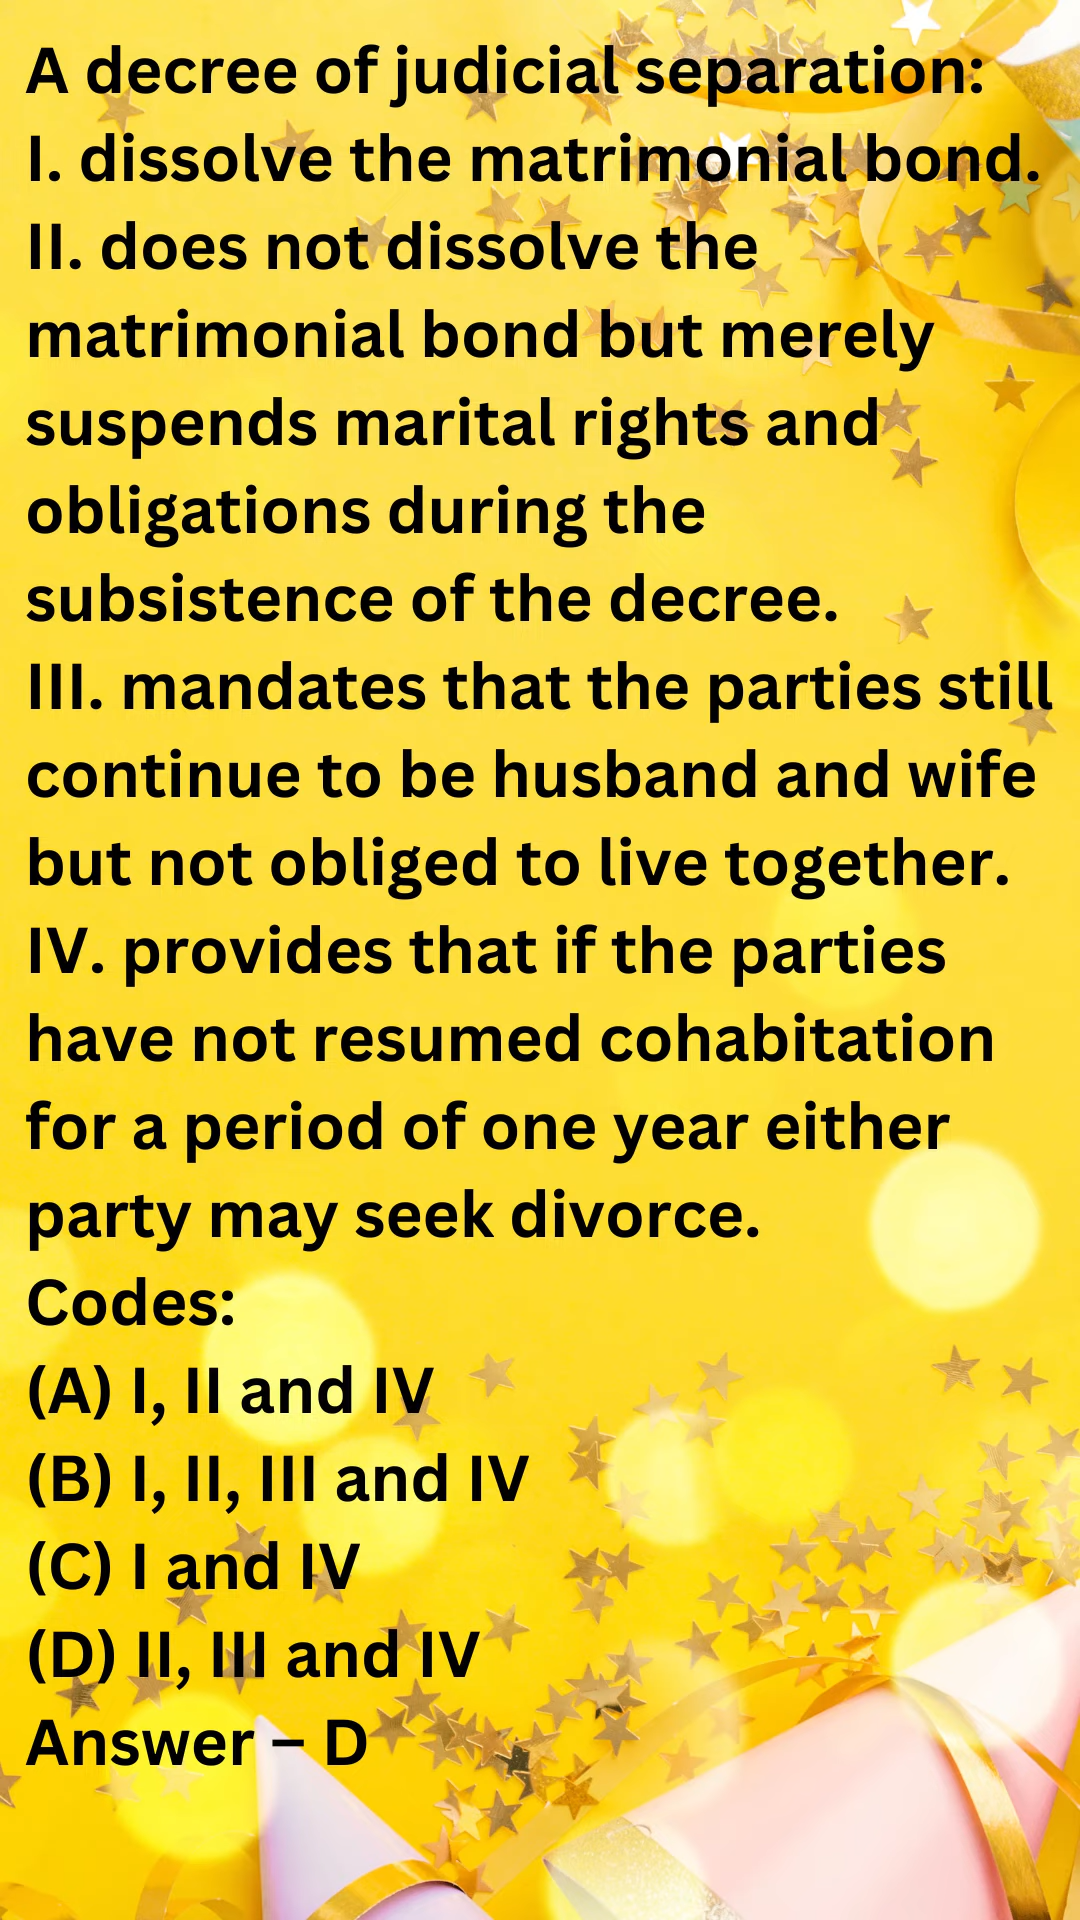 A decree of judicial separation:
I. dissolve the matrimonial bond.
II. does not dissolve the
matrimonial bond but merely
suspends marital rights and
obligations during the
subsistence of the decree.
III. mandates that the parties still
continue to be husband and wife
but not obliged to live together.
IV. provides that if the parties
have not resumed cohabitation
for a period of one year either
party may seek divorce.
Codes:
(A) I, II and IV
(B) I, II, III and IV
(C) I and IV
(D) II, III and IV
Answer – D